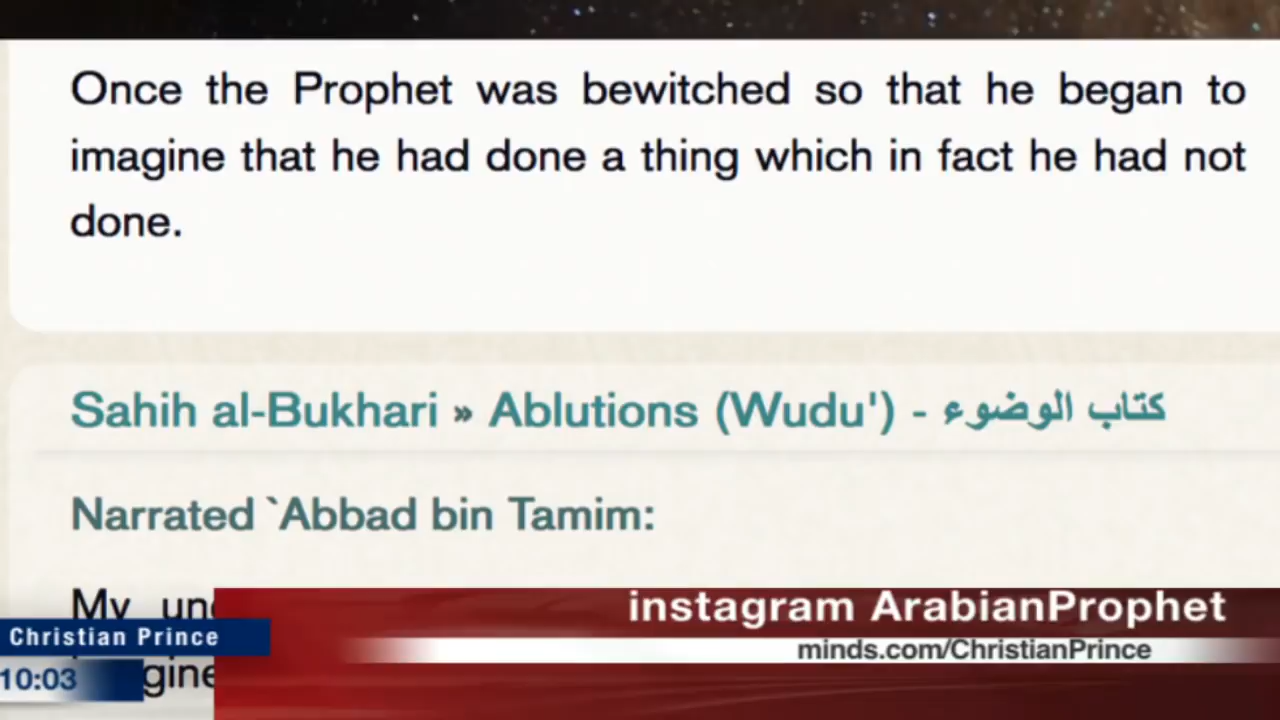 Once the Prophet was bewitched so that he began to
imagine that he had done a thing which in fact he had not
done.
Sahih al-Bukhari » Ablutions (Wudu') - كتاب الوضوء
Narrated `Abbad bin Tamim:
My
instagram ArabianProphet
Christian Prince
minds.com/ChristianPrince
10:03